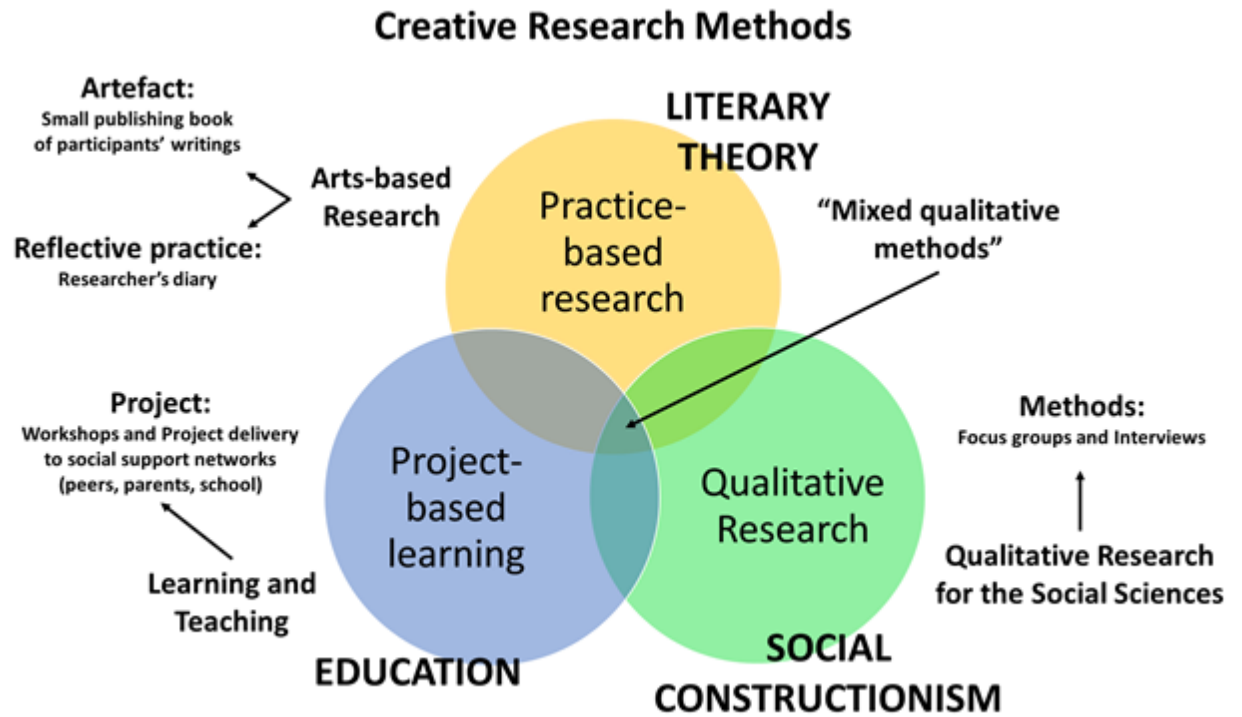 Creative Research Methods
Artefact:
Small publishing book
of participants’ writings
Arts-based
Research
Reflective practice:
Researcher’s diary
LITERARY
THEORY
Practice-
based
research
“Mixed qualitative
methods”
Project:
Workshops and Project delivery
to social support networks
(peers, parents, school)
Learning and
Teaching
Project-
based
learning
EDUCATION
Qualitative
Research
Methods:
Focus groups and Interviews
Qualitative Research
for the Social Sciences
SOCIAL
CONSTRUCTIONISM